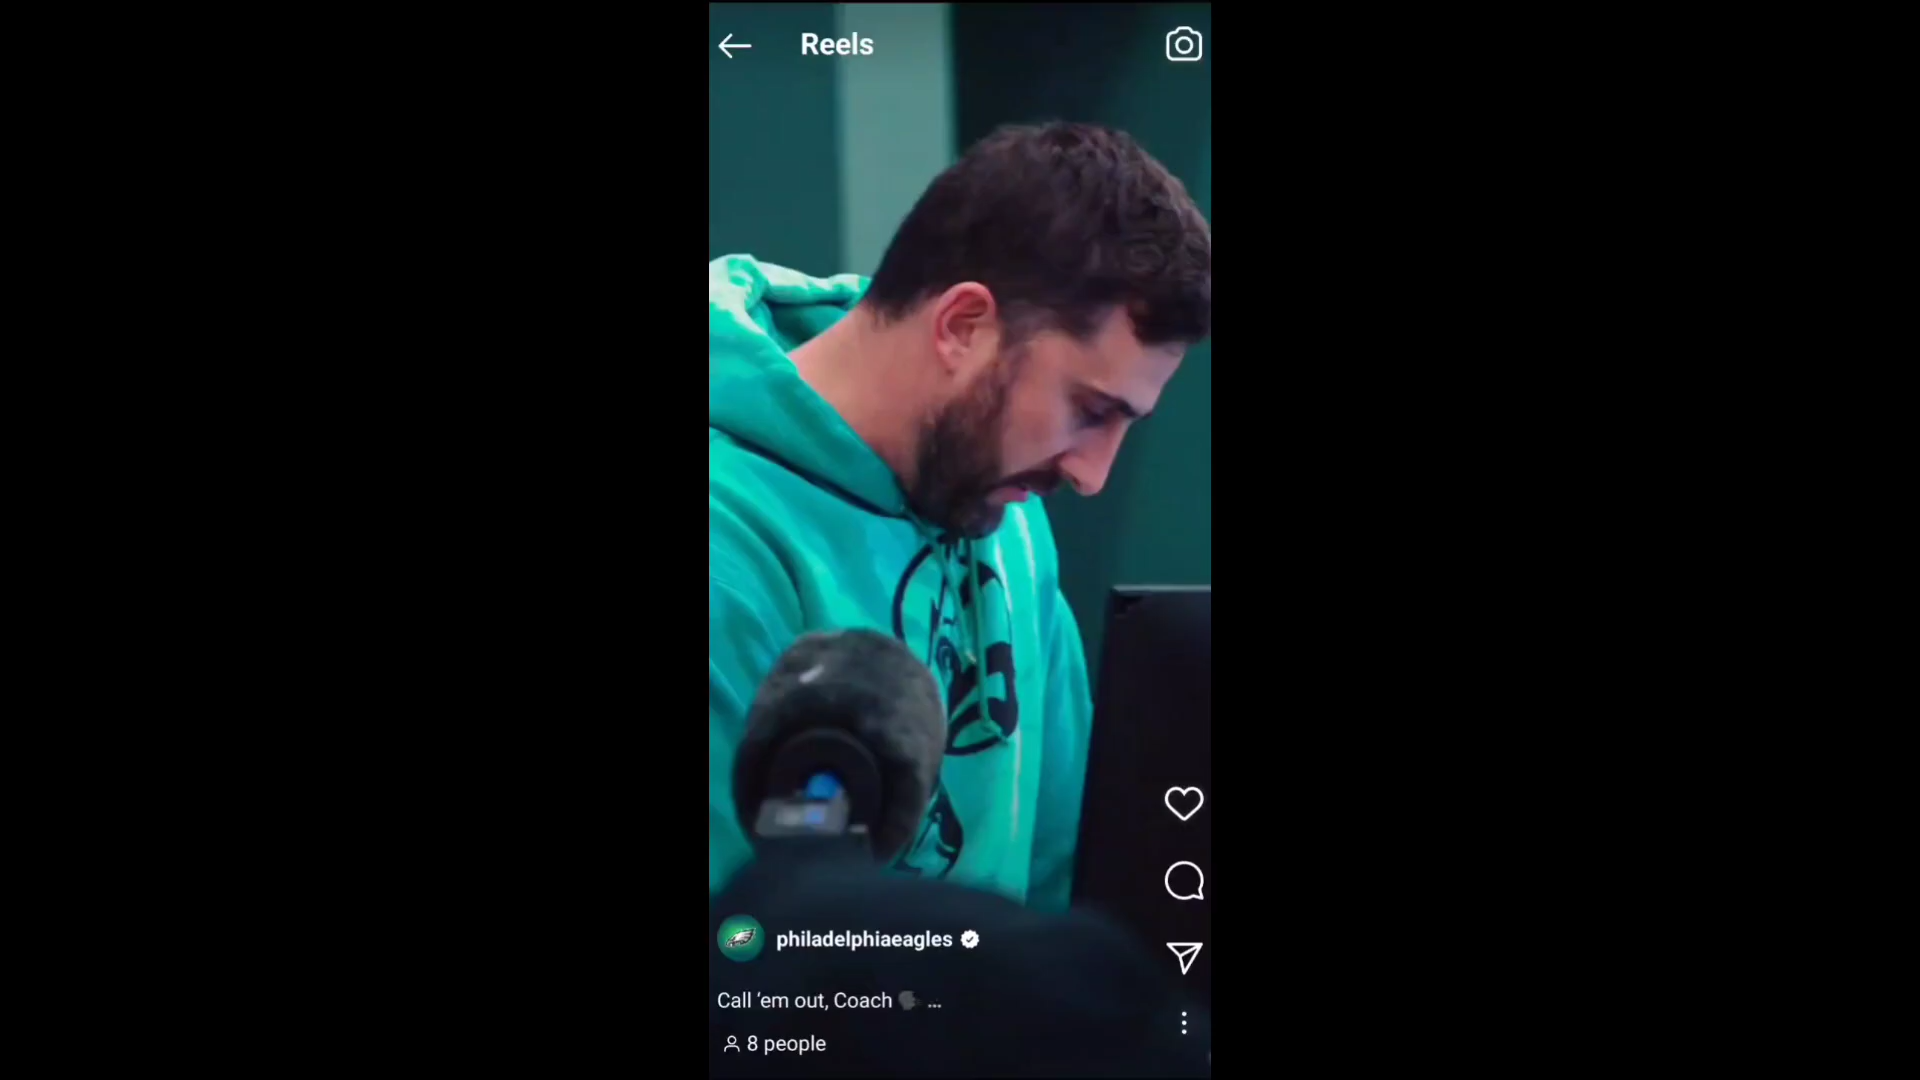 Reels
philadelphiaeagles
Call ‘em out, Coach 🗣 ...
8 people